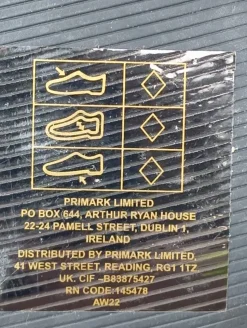 PRIMARK LIMITED
PO BOX 644, ARTHUR RYAN HOUSE
22-24 PAMELL STREET, DUBLIN 1,
IRELAND
DISTRIBUTED BY PRIMARK LIMITED,
41 WEST STREET, READING, RG1 1TZ
UK. CiF –B83875427
RN CODE:145478
AW22